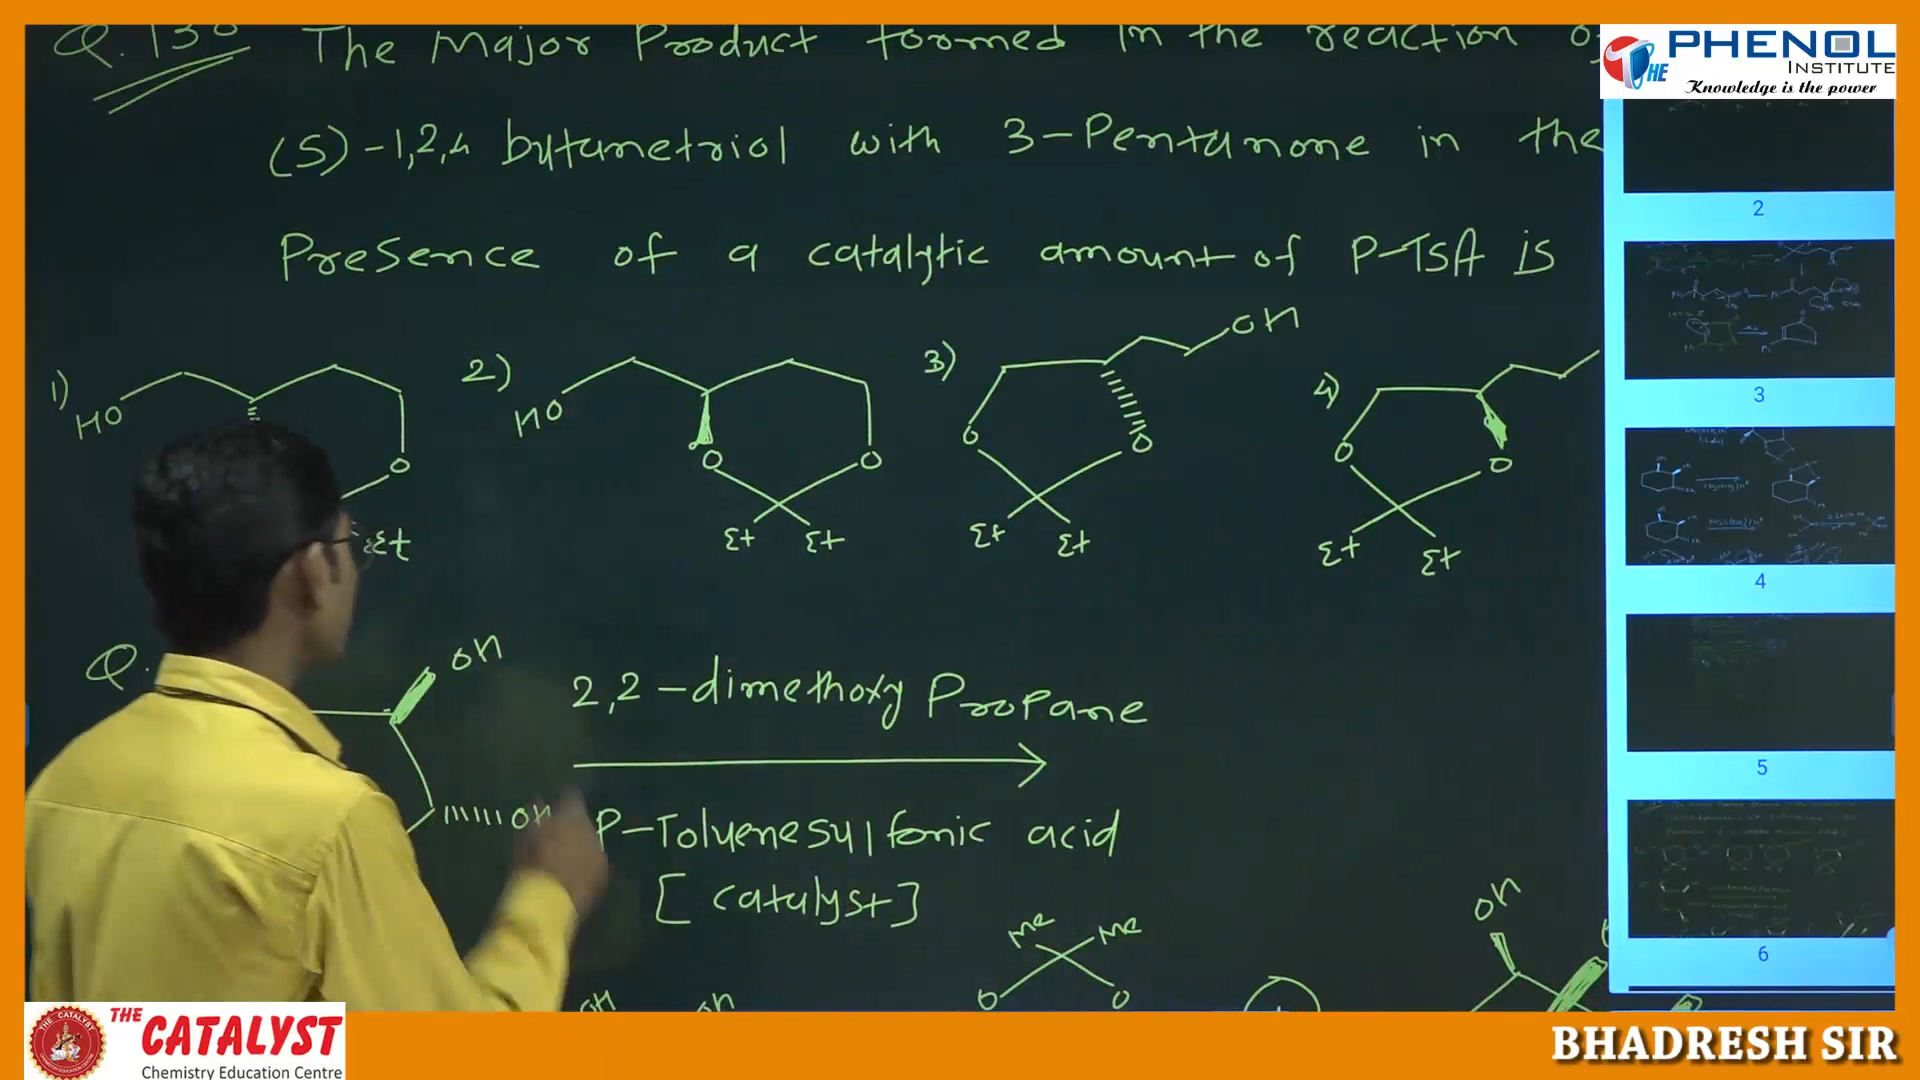 Q. 130 The Major Product formed in the reaction of
(S)-1,2,4 butanetriol with 3-Pentanone in the
Presence of a catalytic amount of P-TSA is
1) HO O Et
2) HO O O Et Et
3) OH O O Et Et
4) O O Et Et
Q. OH OH
2,2-dimethoxy Propane
P-Toluenesulfonic acid
[catalyst]
Me Me
O O
OH
OH OH
THE PHENOL
INSTITUTE
Knowledge is the power
2
3
4
5
6
THE CATALYST
Chemistry Education Centre
BHADRESH SIR